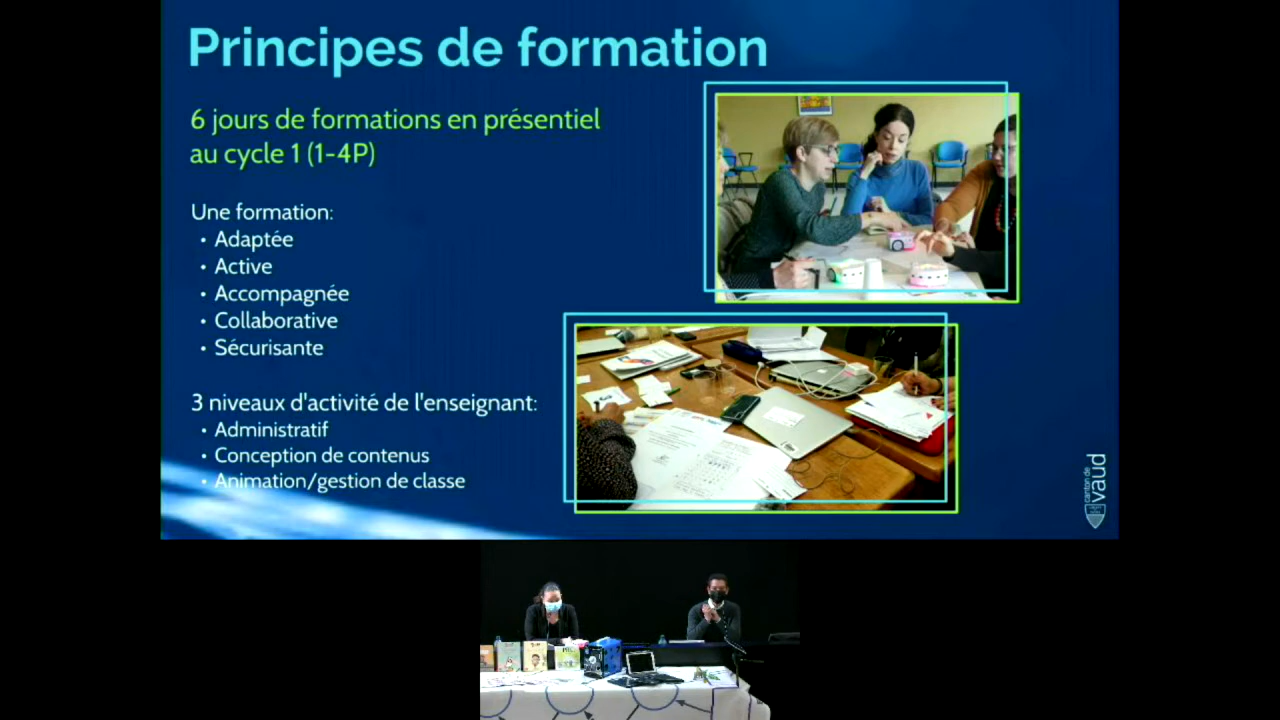 Principes de formation
6 jours de formations en présentiel
au cycle 1 (1-4P)
Une formation:
• Adaptée
• Active
• Accompagnée
• Collaborative
• Sécurisante
3 niveaux d'activité de l'enseignant:
• Administratif
• Conception de contenus
• Animation/gestion de classe
canton de
vaud